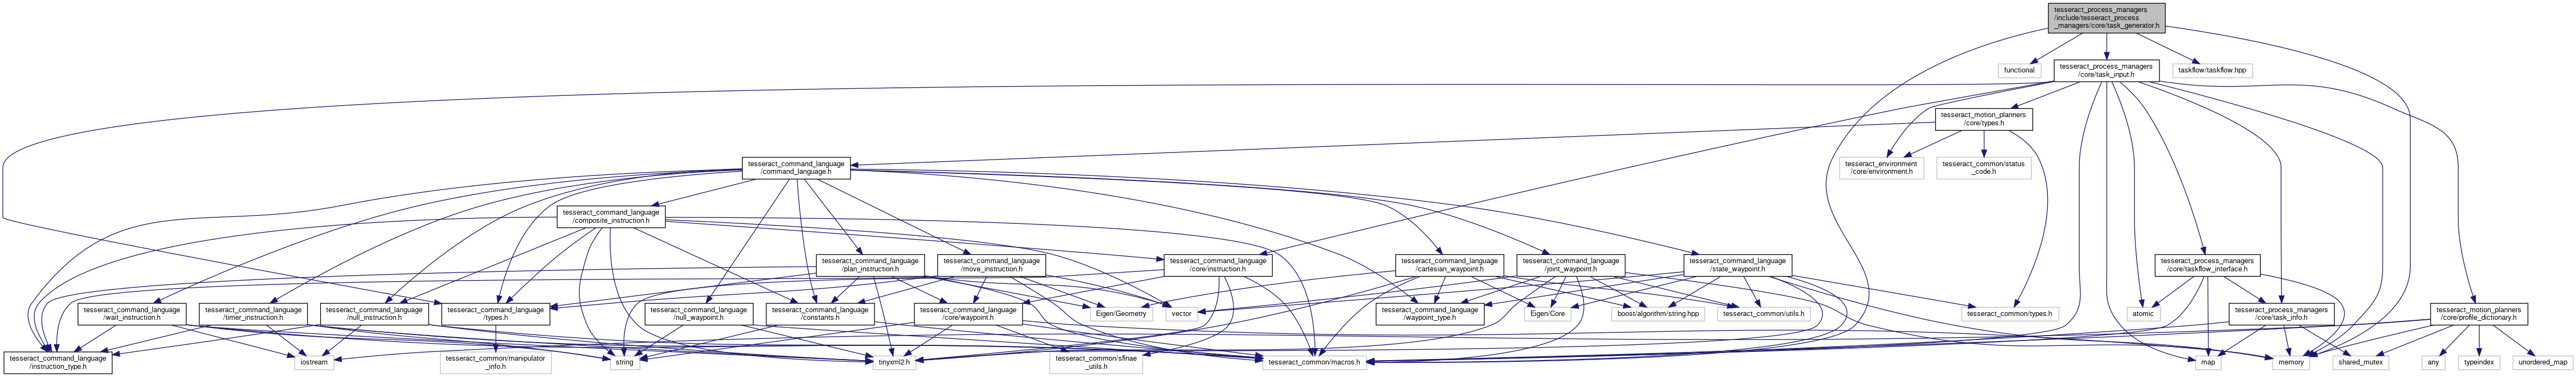 tesseract_process_managers
/include/tesseract_process
_managers/core/task_generator.h
functional
tesseract_process_managers
/core/task_input.h
taskflow/taskflow.hpp
tesseract_motion_planners
/core/types.h
tesseract_command_language
/command_language.h
tesseract_environment
/core/environment.h
tesseract_common/status
_code.h
tesseract_command_language
/composite_instruction.h
tesseract_command_language
/plan_instruction.h
tesseract_command_language
/move_instruction.h
tesseract_command_language
/core/instruction.h
tesseract_command_language
/cartesian_waypoint.h
tesseract_command_language
/joint_waypoint.h
tesseract_command_language
/state_waypoint.h
tesseract_process_managers
/core/taskflow_interface.h
tesseract_command_language
/wait_instruction.h
tesseract_command_language
/timer_instruction.h
tesseract_command_language
/null_instruction.h
tesseract_command_language
/types.h
tesseract_command_language
/null_waypoint.h
tesseract_command_language
/constants.h
tesseract_command_language
/core/waypoint.h
Eigen/Geometry
vector
tesseract_command_language
/waypoint_type.h
Eigen/Core
boost/algorithm/string.hpp
tesseract_common/utils.h
tesseract_common/types.h
atomic
tesseract_process_managers
/core/task_info.h
tesseract_motion_planners
/core/profile_dictionary.h
tesseract_command_language
/instruction_type.h
iostream
tesseract_common/manipulator
_info.h
string
tinyxml2.h
tesseract_common/sfinae
_utils.h
tesseract_common/macros.h
map
memory
shared_mutex
any
typeindex
unordered_map